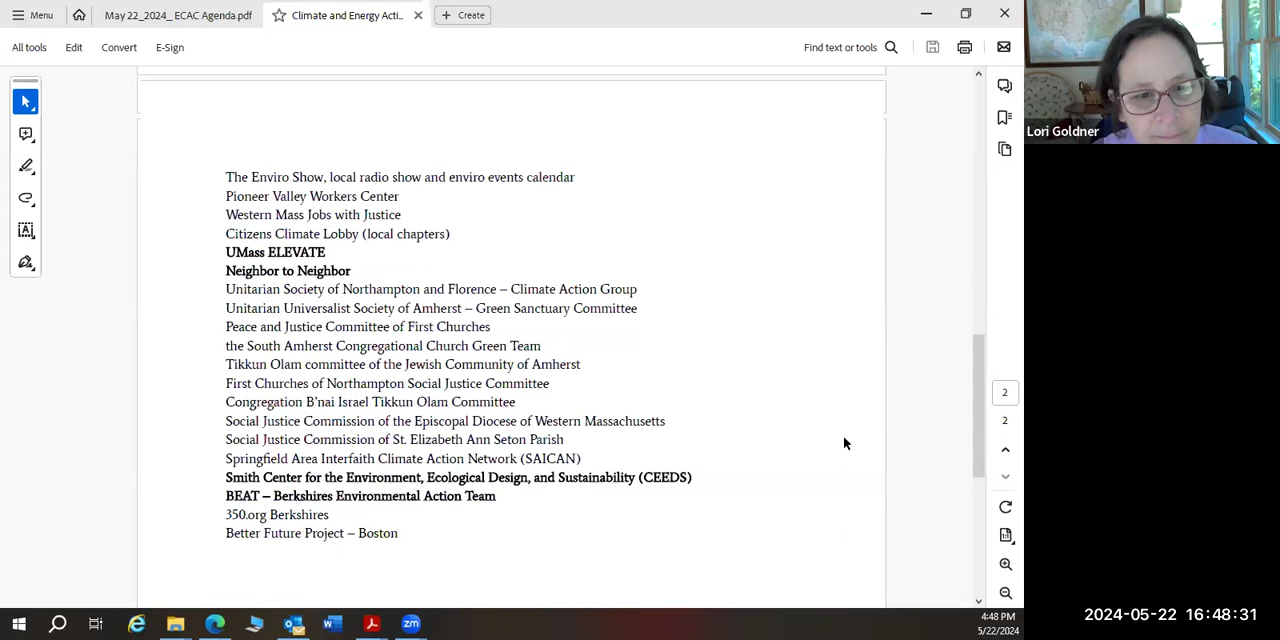 Menu
May 22_2024_ ECAC Agenda.pdf
Climate and Energy Acti...
Create
All tools
Edit
Convert
E-Sign
Find text or tools
Lori Goldner
The Enviro Show, local radio show and enviro events calendar
Pioneer Valley Workers Center
Western Mass Jobs with Justice
Citizens Climate Lobby (local chapters)
UMass ELEVATE
Neighbor to Neighbor
Unitarian Society of Northampton and Florence – Climate Action Group
Unitarian Universalist Society of Amherst – Green Sanctuary Committee
Peace and Justice Committee of First Churches
the South Amherst Congregational Church Green Team
Tikkun Olam committee of the Jewish Community of Amherst
First Churches of Northampton Social Justice Committee
Congregation B'nai Israel Tikkun Olam Committee
Social Justice Commission of the Episcopal Diocese of Western Massachusetts
Social Justice Commission of St. Elizabeth Ann Seton Parish
Springfield Area Interfaith Climate Action Network (SAICAN)
Smith Center for the Environment, Ecological Design, and Sustainability (CEEDS)
BEAT – Berkshires Environmental Action Team
350.org Berkshires
Better Future Project – Boston
2
2
4:48 PM
5/22/2024
2024-05-22 16:48:31